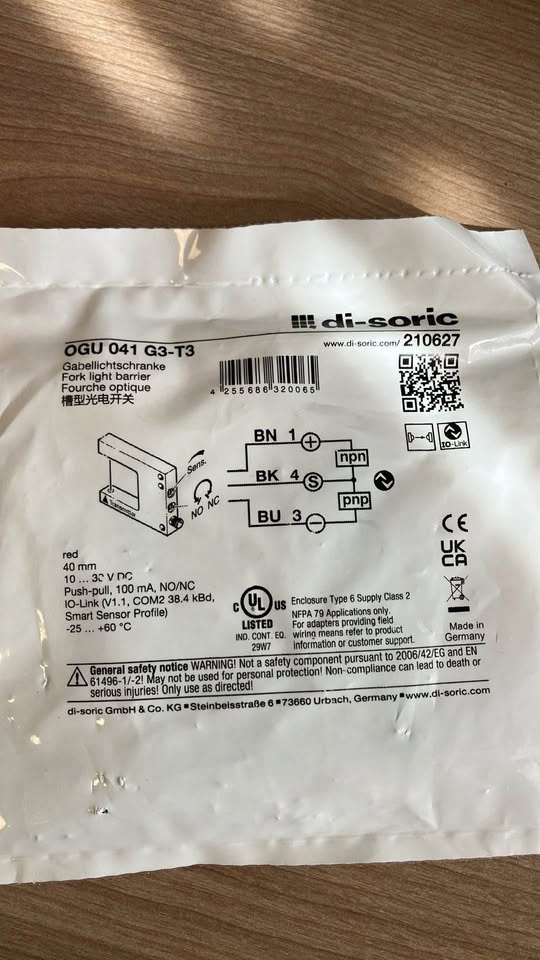 di-soric
OGU 041 G3-T3
www.di-soric.com/ 210627
Gabellichtschranke
Fork light barrier
Fourche optique
槽型光电开关
4 255686 320065
IO-Link
Sens.
NO NC
Transmitter
BN 1 +
npn
BK 4 S
pnp
BU 3 −
CE
UK
CA
red
40 mm
10 ... 30 V DC
Push-pull, 100 mA, NO/NC
IO-Link (V1.1, COM2 38.4 kBd,
Smart Sensor Profile)
-25 ... +60 °C
C UL US
LISTED
IND. CONT. EQ.
29W7
Enclosure Type 6 Supply Class 2
NFPA 79 Applications only.
For adapters providing field
wiring means refer to product
information or customer support.
Made in
Germany
General safety notice WARNING! Not a safety component pursuant to 2006/42/EG and EN
61496-1/-2! May not be used for personal protection! Non-compliance can lead to death or
serious injuries! Only use as directed!
di-soric GmbH & Co. KG ■ Steinbeisstraße 6 ■ 73660 Urbach, Germany ■ www.di-soric.com